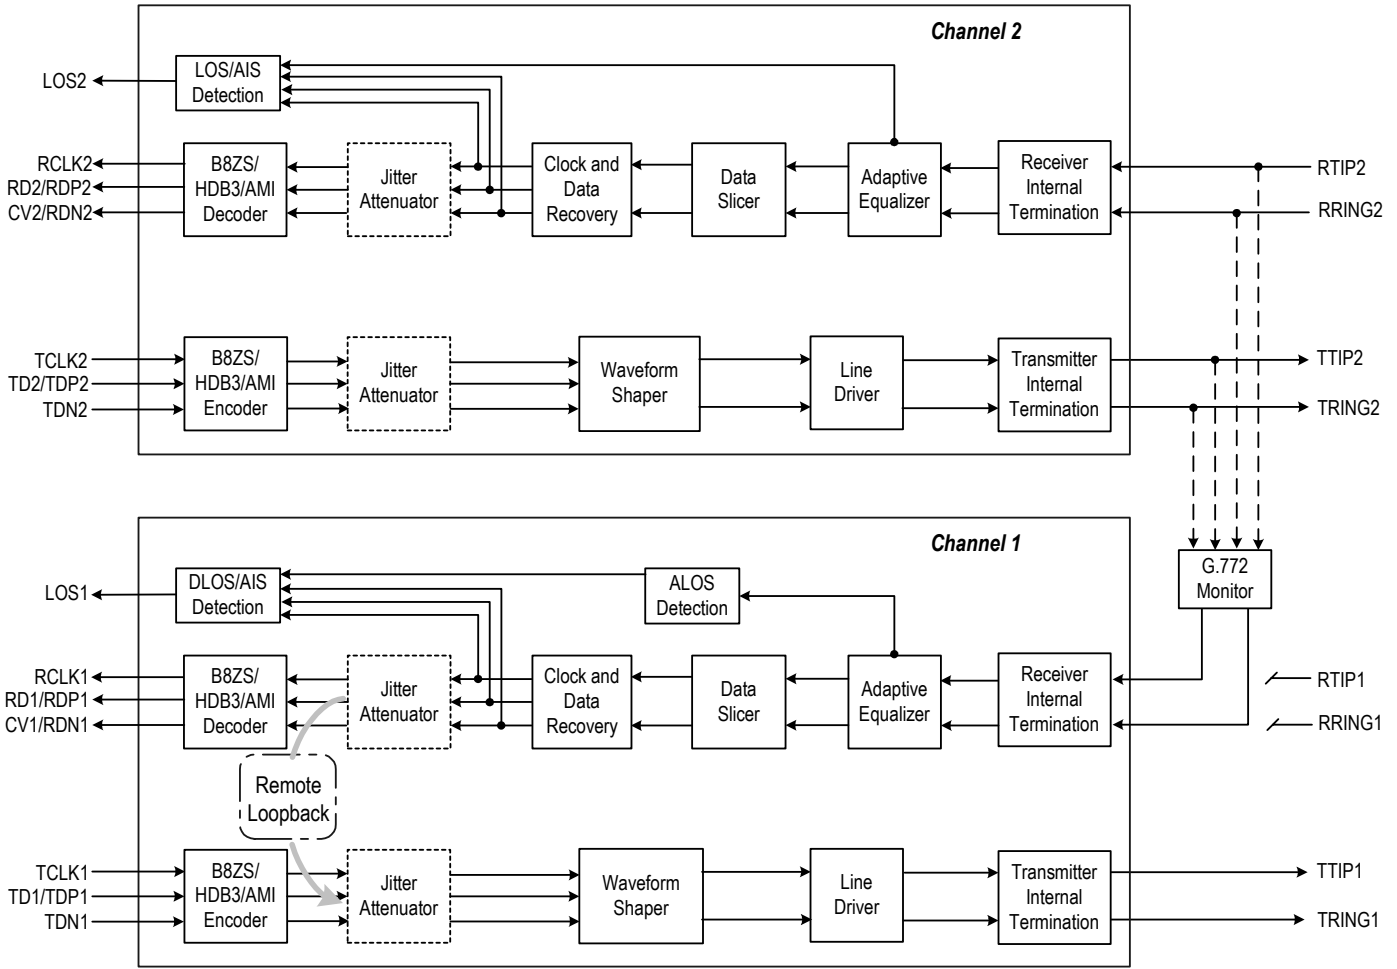 Channel 2
LOS/AIS
Detection
LOS2
B8ZS/
HDB3/AMI
Decoder
Jitter
Attenuator
Clock and
Data
Recovery
Data
Slicer
Adaptive
Equalizer
Receiver
Internal
Termination
RCLK2
RD2/RDP2
CV2/RDN2
RTIP2
RRING2
TCLK2
TD2/TDP2
TDN2
B8ZS/
HDB3/AMI
Encoder
Jitter
Attenuator
Waveform
Shaper
Line
Driver
Transmitter
Internal
Termination
TTIP2
TRING2
Channel 1
G.772
Monitor
LOS1
DLOS/AIS
Detection
ALOS
Detection
RCLK1
RD1/RDP1
CV1/RDN1
B8ZS/
HDB3/AMI
Decoder
Jitter
Attenuator
Clock and
Data
Recovery
Data
Slicer
Adaptive
Equalizer
Receiver
Internal
Termination
RTIP1
RRING1
Remote
Loopback
TCLK1
TD1/TDP1
TDN1
B8ZS/
HDB3/AMI
Encoder
Jitter
Attenuator
Waveform
Shaper
Line
Driver
Transmitter
Internal
Termination
TTIP1
TRING1